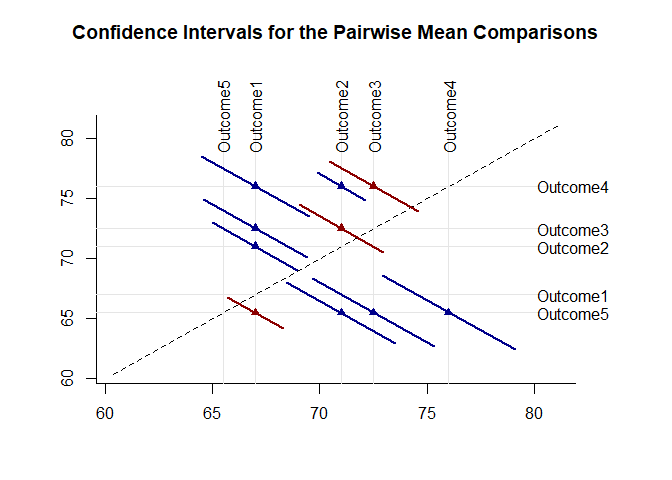 Confidence Intervals for the Pairwise Mean Comparisons
Outcome5
Outcome1
Outcome2
Outcome3
Outcome4
80
75
70
65
60
Outcome4
Outcome3
Outcome2
Outcome1
Outcome5
60 65 70 75 80